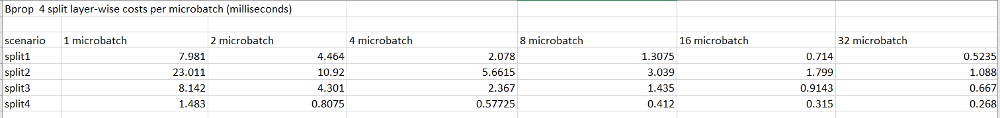 Bprop 4 split layer-wise costs per microbatch (milliseconds)
scenario 1 microbatch 2 microbatch 4 microbatch 8 microbatch 16 microbatch 32 microbatch
split1 7.981 4.464 2.078 1.3075 0.714 0.5235
split2 23.011 10.92 5.6615 3.039 1.799 1.088
split3 8.142 4.301 2.367 1.435 0.9143 0.667
split4 1.483 0.8075 0.57725 0.412 0.315 0.268